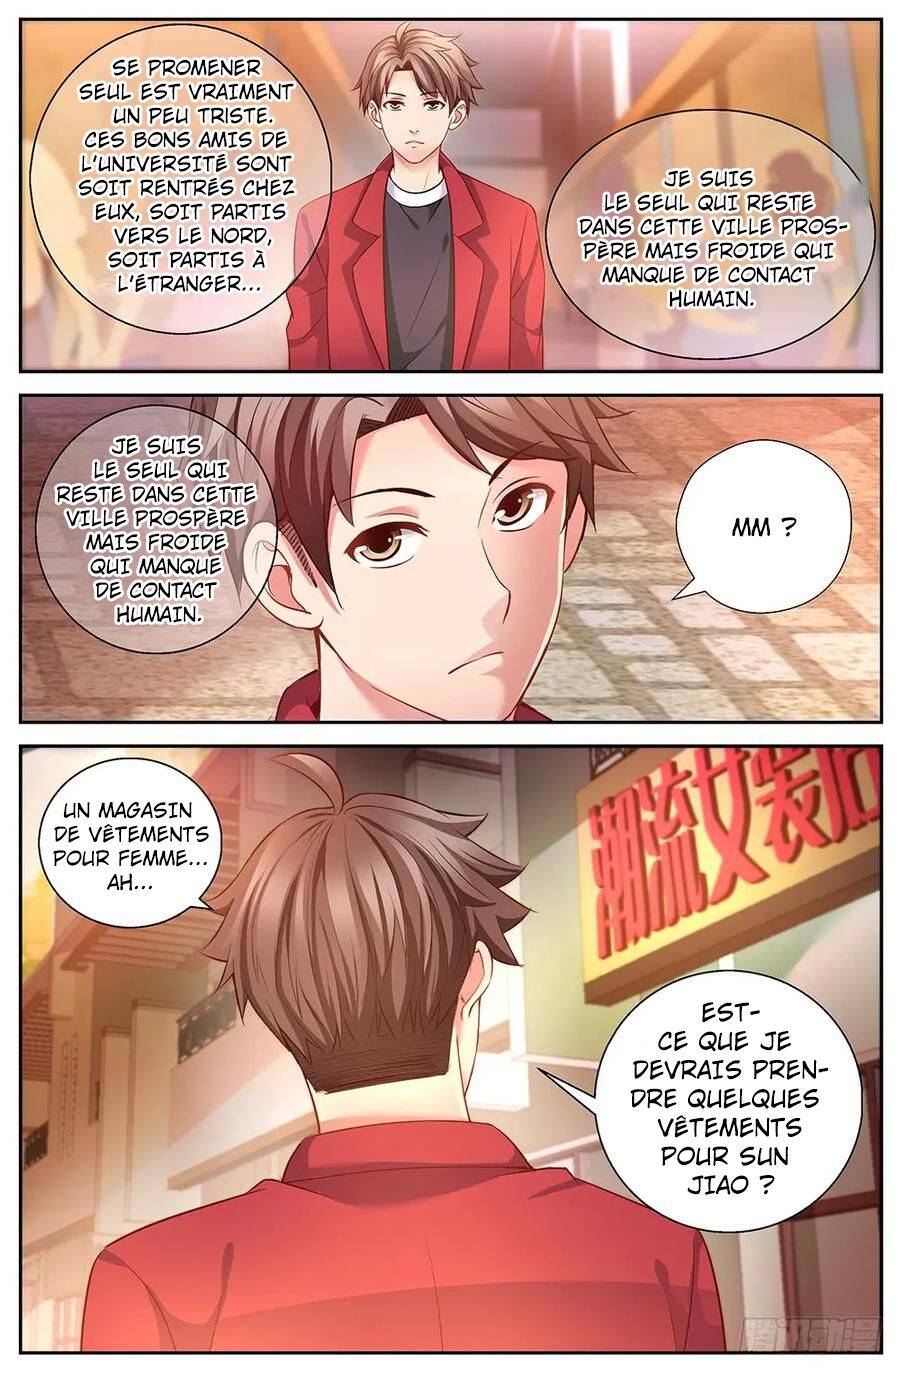 SE PROMENER
SEUL EST VRAIMENT
UN PEU TRISTE.
CES BONS AMIS DE
L'UNIVERSITÉ SONT
SOIT RENTRÉS CHEZ
EUX, SOIT PARTIS
VERS LE NORD,
SOIT PARTIS À
L'ÉTRANGER...
JE SUIS
LE SEUL QUI RESTE
DANS CETTE VILLE PROS-
PÈRE MAIS FROIDE QUI
MANQUE DE CONTACT
HUMAIN.
JE SUIS
LE SEUL QUI
RESTE DANS CETTE
VILLE PROSPÈRE
MAIS FROIDE
QUI MANQUE
DE CONTACT
HUMAIN.
MM ?
UN MAGASIN
DE VÊTEMENTS
POUR FEMME...
AH...
潮流女装店
EST-
CE QUE JE
DEVRAIS PREN-
DRE QUELQUES
VÊTEMENTS
POUR SUN
JIAO ?
腾讯动漫